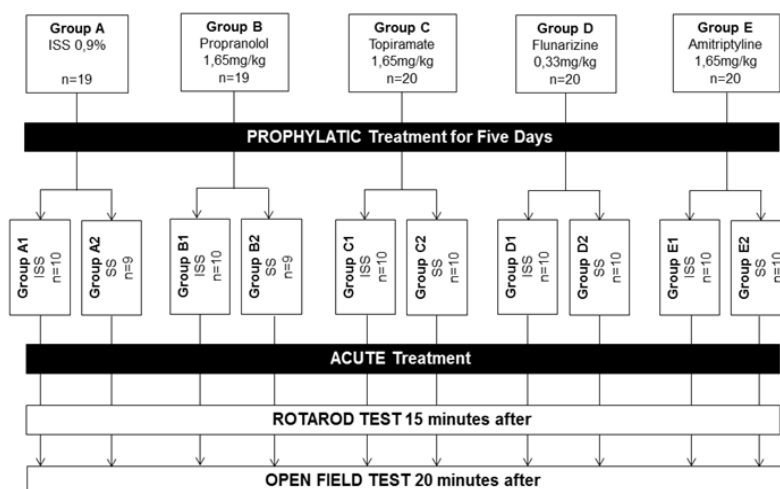 Group A
ISS 0,9%
n=19
Group B
Propranolol
1,65mg/kg
n=19
Group C
Topiramate
1,65mg/kg
n=20
Group D
Flunarizine
0,33mg/kg
n=20
Group E
Amitriptyline
1,65mg/kg
n=20
PROPHYLATIC Treatment for Five Days
Group A1
ISS
n=10
Group A2
SS
n=9
Group B1
ISS
n=10
Group B2
SS
n=9
Group C1
ISS
n=10
Group C2
SS
n=10
Group D1
ISS
n=10
Group D2
SS
n=10
Group E1
ISS
n=10
Group E2
SS
n=10
ACUTE Treatment
ROTAROD TEST 15 minutes after
OPEN FIELD TEST 20 minutes after